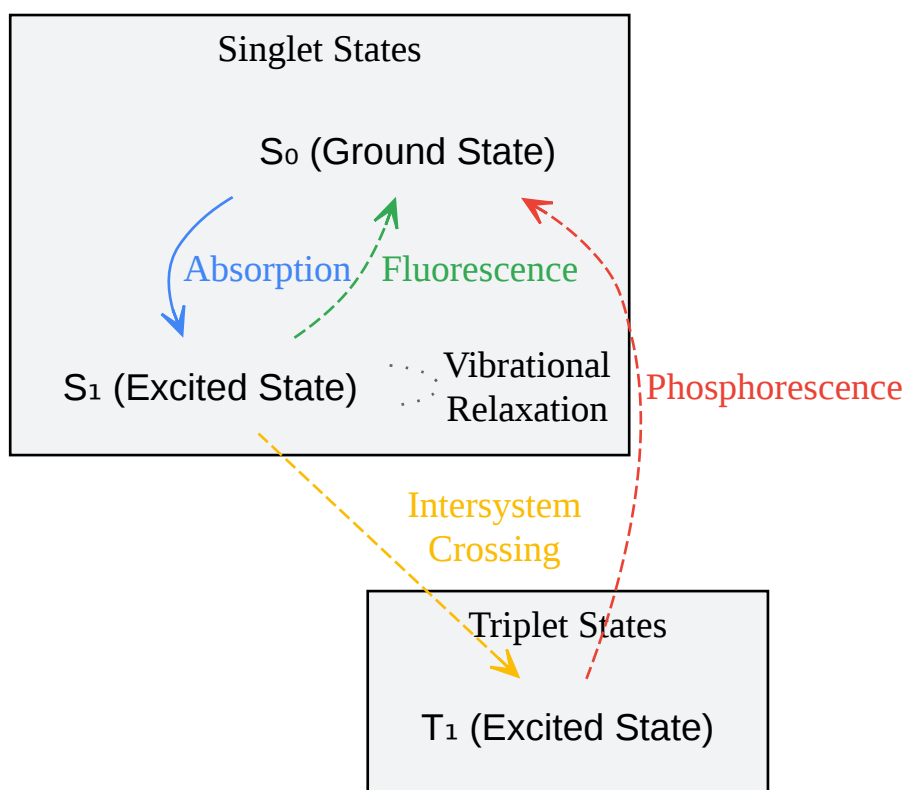 Singlet States
S₀ (Ground State)
Absorption
Fluorescence
S₁ (Excited State)
Vibrational
Relaxation
Phosphorescence
Intersystem
Crossing
Triplet States
T₁ (Excited State)